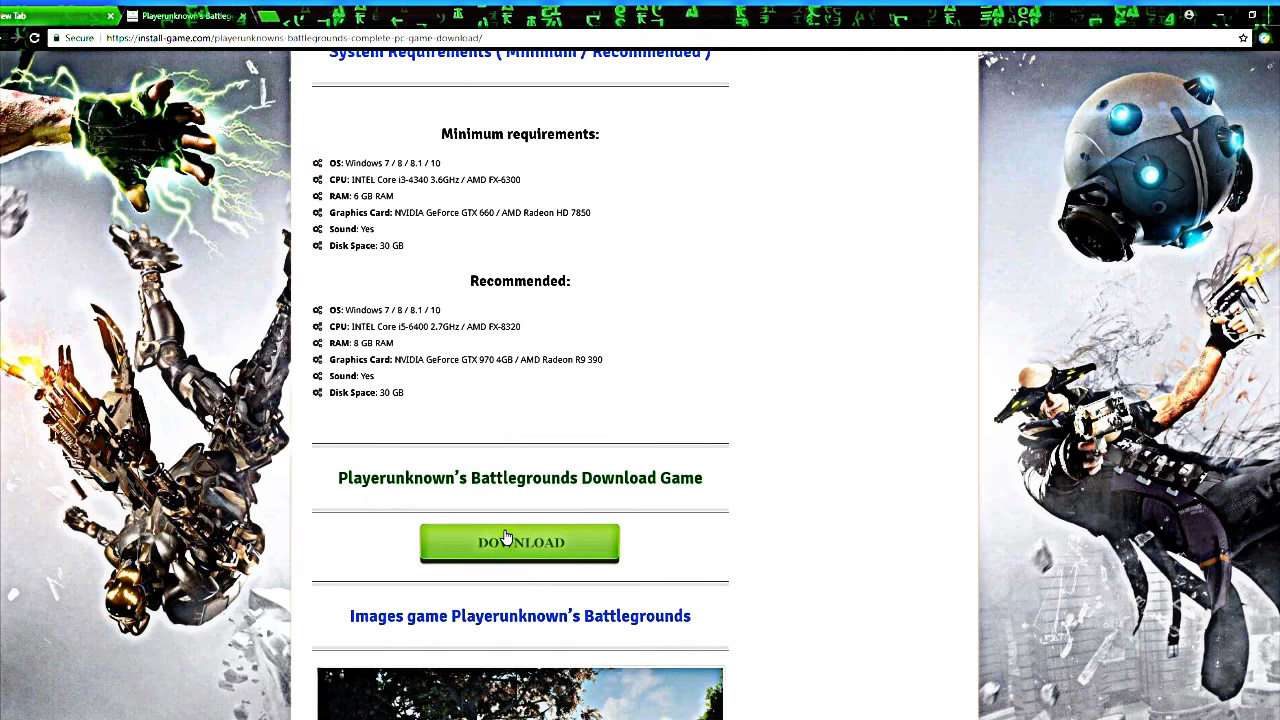 ew Tab
Playerunknown's Battleg
Secure
https://install-game.com/playerunknowns-battlegrounds-complete-pc-game-download/
System Requirements ( Minimum / Recommended )
Minimum requirements:
OS: Windows 7 / 8 / 8.1 / 10
CPU: INTEL Core i3-4340 3.6GHz / AMD FX-6300
RAM: 6 GB RAM
Graphics Card: NVIDIA GeForce GTX 660 / AMD Radeon HD 7850
Sound: Yes
Disk Space: 30 GB
Recommended:
OS: Windows 7 / 8 / 8.1 / 10
CPU: INTEL Core i5-6400 2.7GHz / AMD FX-8320
RAM: 8 GB RAM
Graphics Card: NVIDIA GeForce GTX 970 4GB / AMD Radeon R9 390
Sound: Yes
Disk Space: 30 GB
Playerunknown's Battlegrounds Download Game
DOWNLOAD
Images game Playerunknown's Battlegrounds